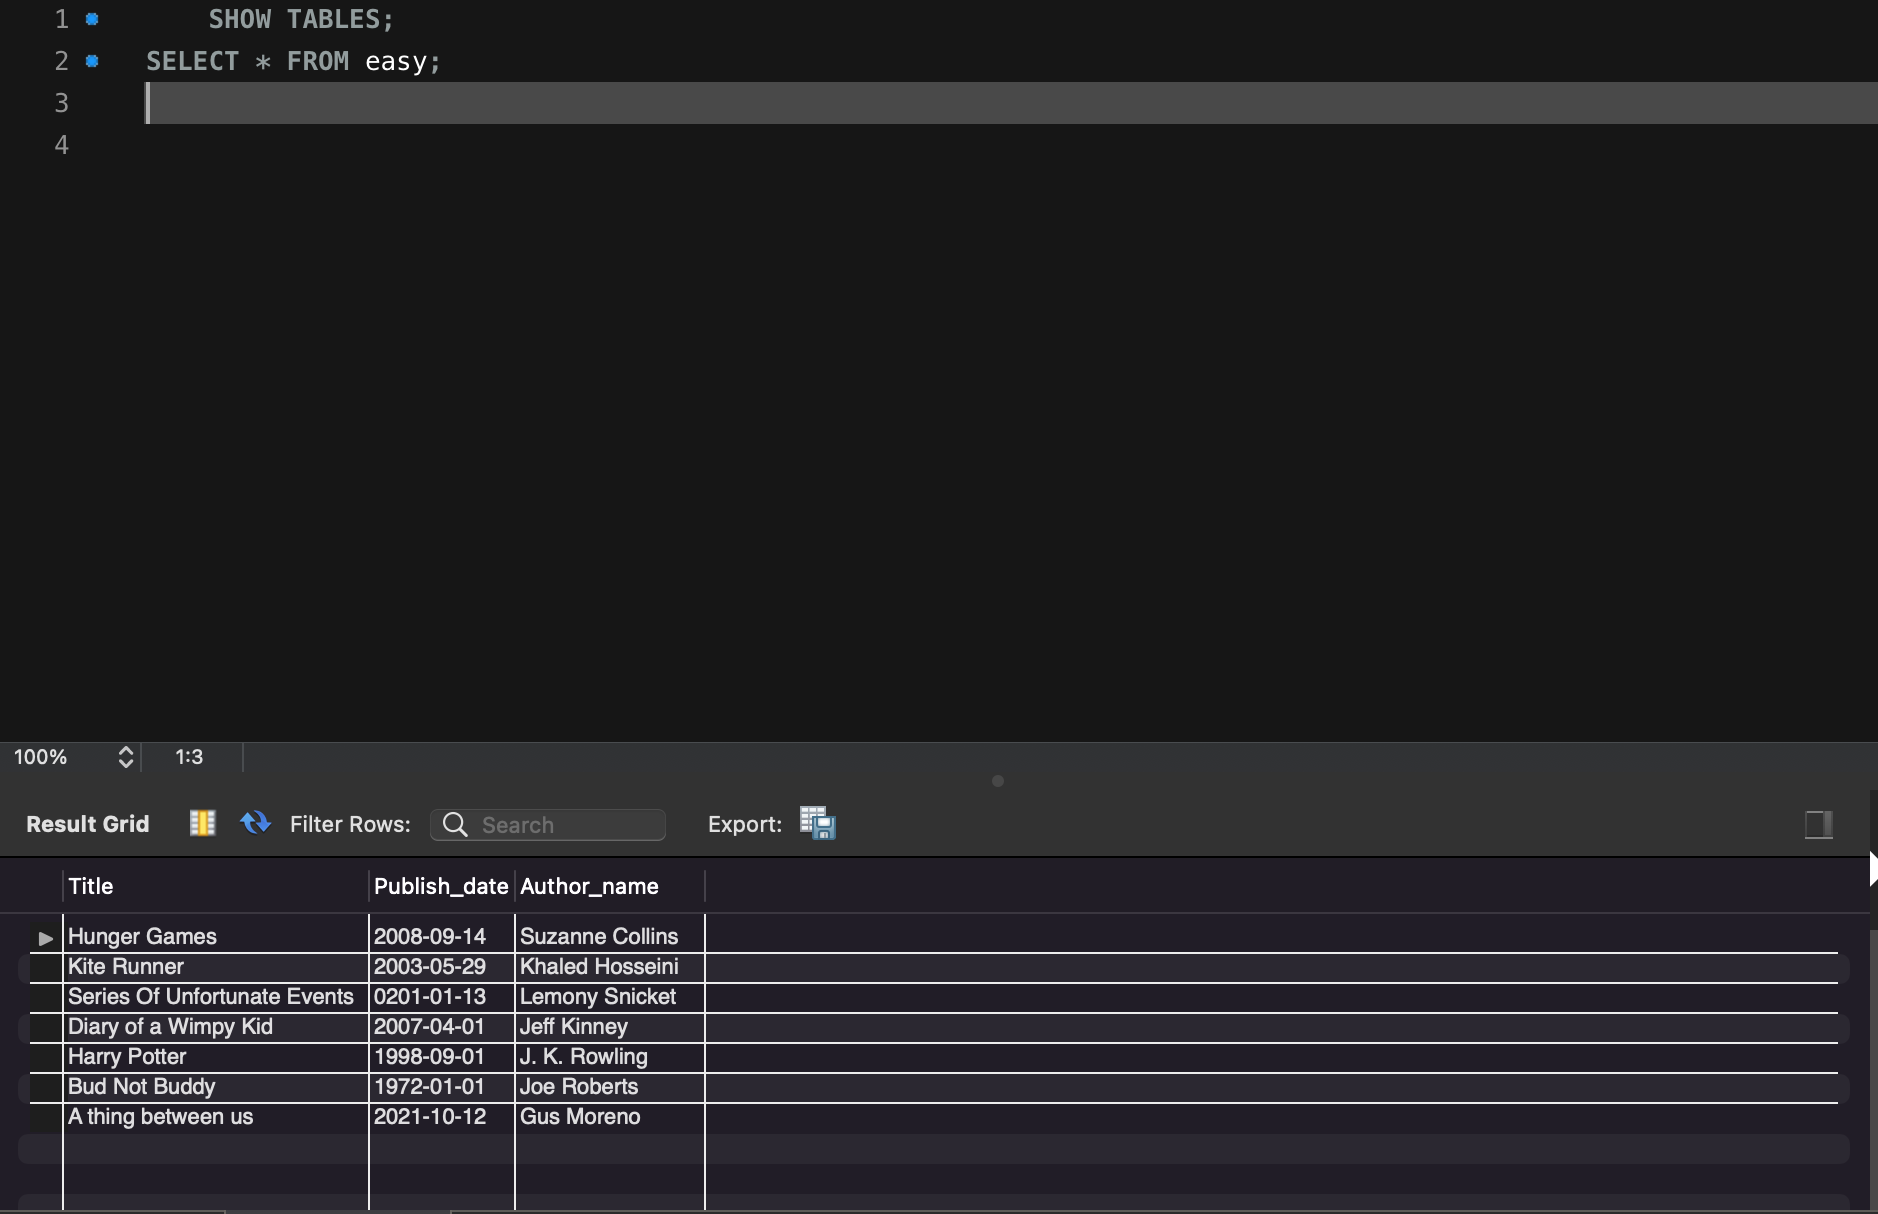 1 SHOW TABLES;
2 SELECT * FROM easy;
3
4
100% 1:3
Result Grid Filter Rows: Search Export:
Title Publish_date Author_name
Hunger Games 2008-09-14 Suzanne Collins
Kite Runner 2003-05-29 Khaled Hosseini
Series Of Unfortunate Events 0201-01-13 Lemony Snicket
Diary of a Wimpy Kid 2007-04-01 Jeff Kinney
Harry Potter 1998-09-01 J. K. Rowling
Bud Not Buddy 1972-01-01 Joe Roberts
A thing between us 2021-10-12 Gus Moreno